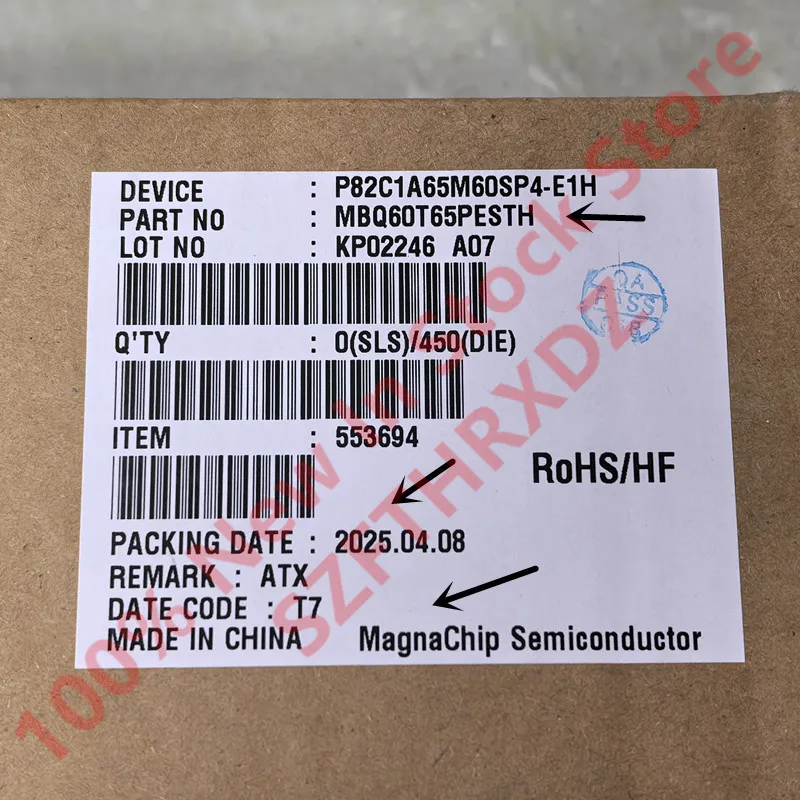 DEVICE : P82C1A65M60SP4-E1H
PART NO : MBQ60T65PESTH
LOT NO : KP02246 A07
Q'TY : 0(SLS)/450(DIE)
ITEM : 553694
RoHS/HF
PACKING DATE : 2025.04.08
REMARK : ATX
DATE CODE : T7
MADE IN CHINA MagnaChip Semiconductor
QA
PASS
100% New In Stock Store
SZFTHRXDZ